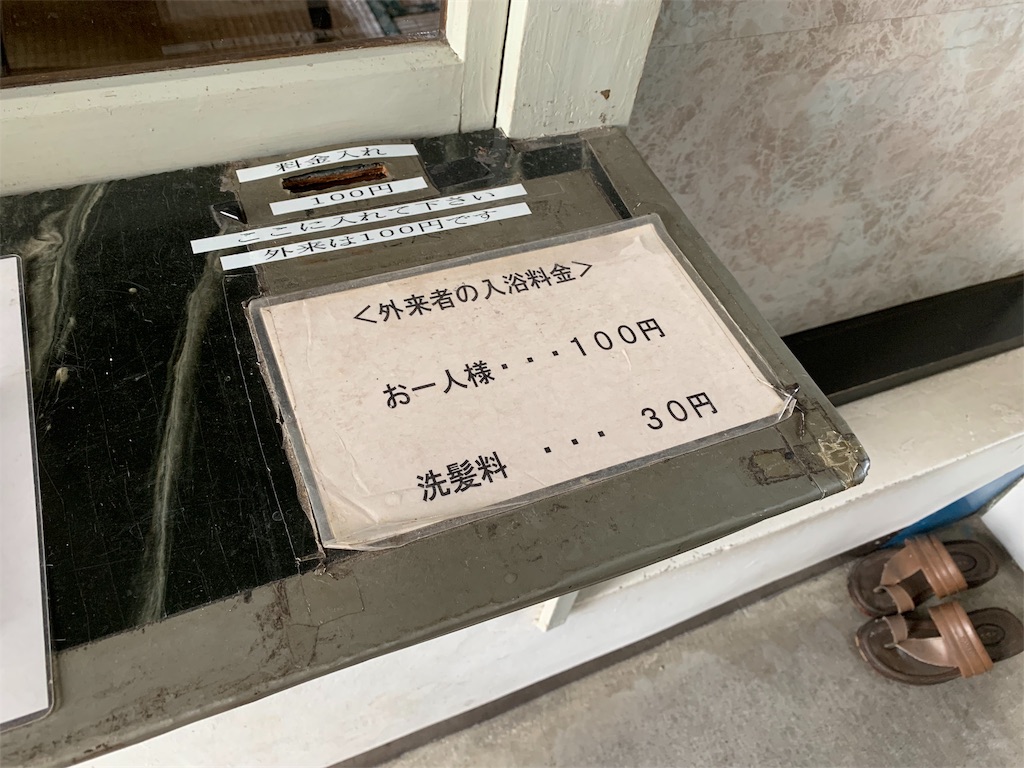 料金入れ
100円
ここに入れて下さい
外来は100円です
＜外来者の入浴料金＞
お一人様・・・１００円
洗髪料　・・・　３０円